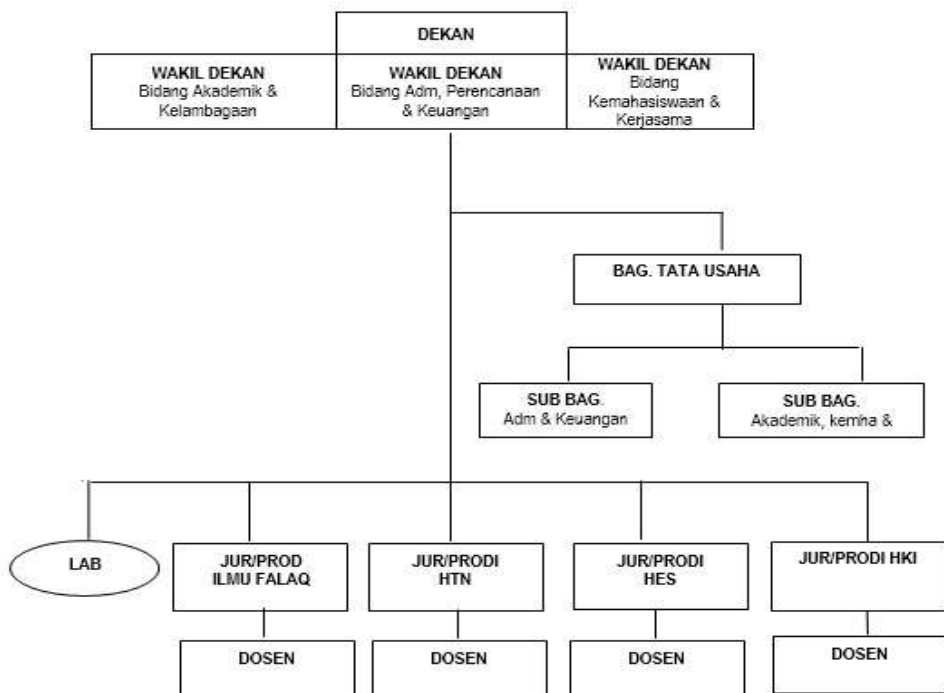 DEKAN
WAKIL DEKAN
Bidang Akademik &
Kelambagaan
WAKIL DEKAN
Bidang Adm, Perencanaan
& Keuangan
WAKIL DEKAN
Bidang
Kemahasiswaan &
Kerjasama
BAG. TATA USAHA
SUB BAG.
Adm & Keuangan
SUB BAG.
Akademik, kemha &
LAB
JUR/PROD
ILMU FALAQ
JUR/PRODI
HTN
JUR/PRODI
HES
JUR/PRODI HKI
DOSEN
DOSEN
DOSEN
DOSEN